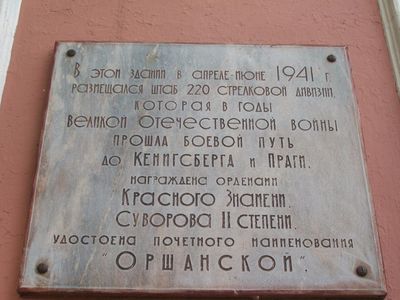 В этом здании в апреле-июне 1941 г.
размещался штаб 220 стрелковой дивизии,
которая в годы
Великой Отечественной войны
прошла боевой путь
до Кенигсберга и Праги.
награждена орденами
Красного Знамени,
Суворова II степени.
удостоена почетного наименования
"Оршанской".